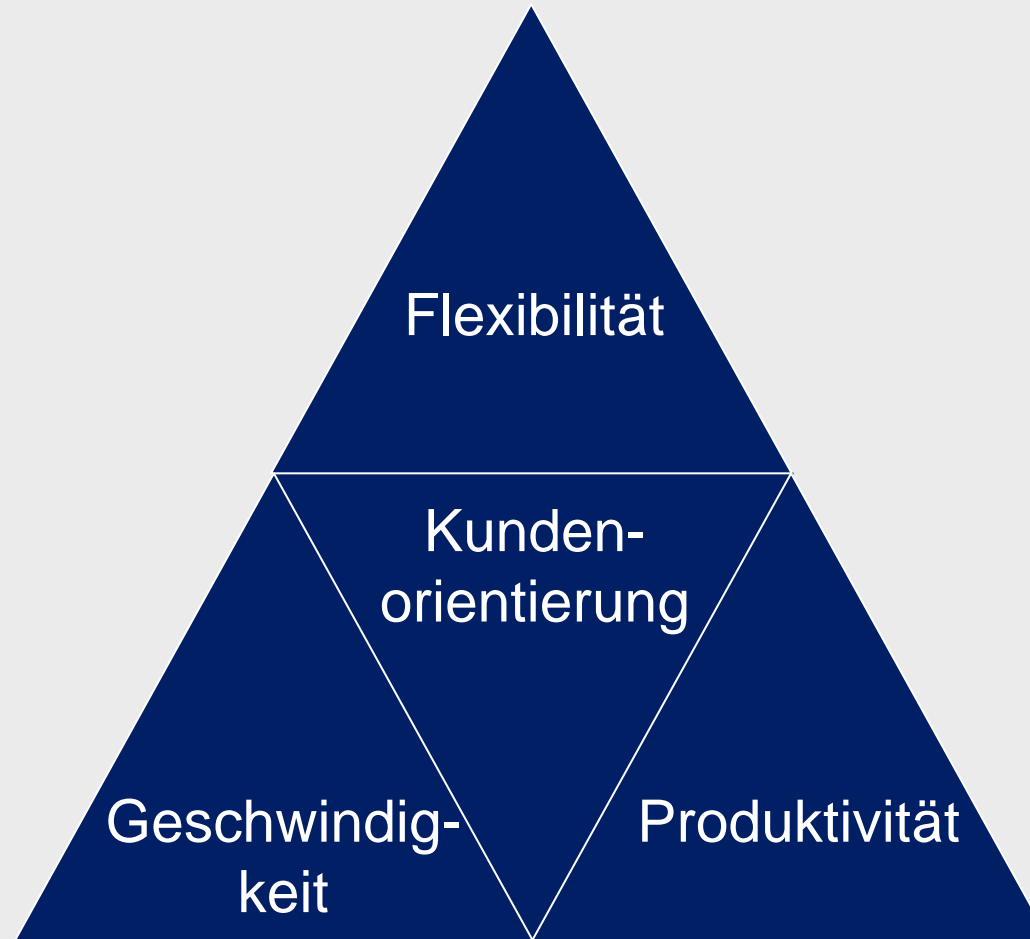 Flexibilität
Kunden-
orientierung
Geschwindig-
keit
Produktivität